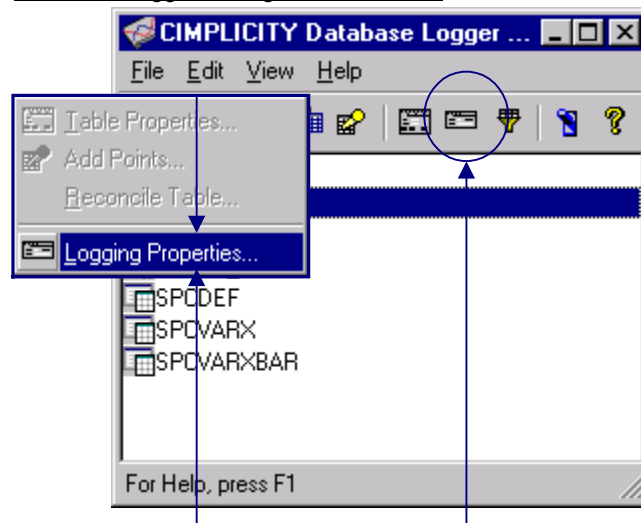 CIMPLICITY Database Logger ...
File Edit View Help
Table Properties...
Add Points...
Reconcile Table...
Logging Properties...
SPCDEF
SPCVARX
SPCVARXBAR
For Help, press F1